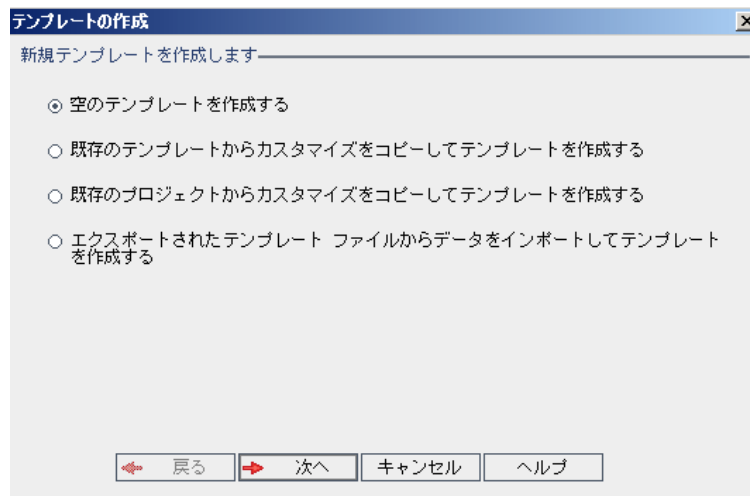 テンプレートの作成
新規テンプレートを作成します
空のテンプレートを作成する
既存のテンプレートからカスタマイズをコピーしてテンプレートを作成する
既存のプロジェクトからカスタマイズをコピーしてテンプレートを作成する
エクスポートされたテンプレート ファイルからデータをインポートしてテンプレート
を作成する
戻る 次へ キャンセル ヘルプ